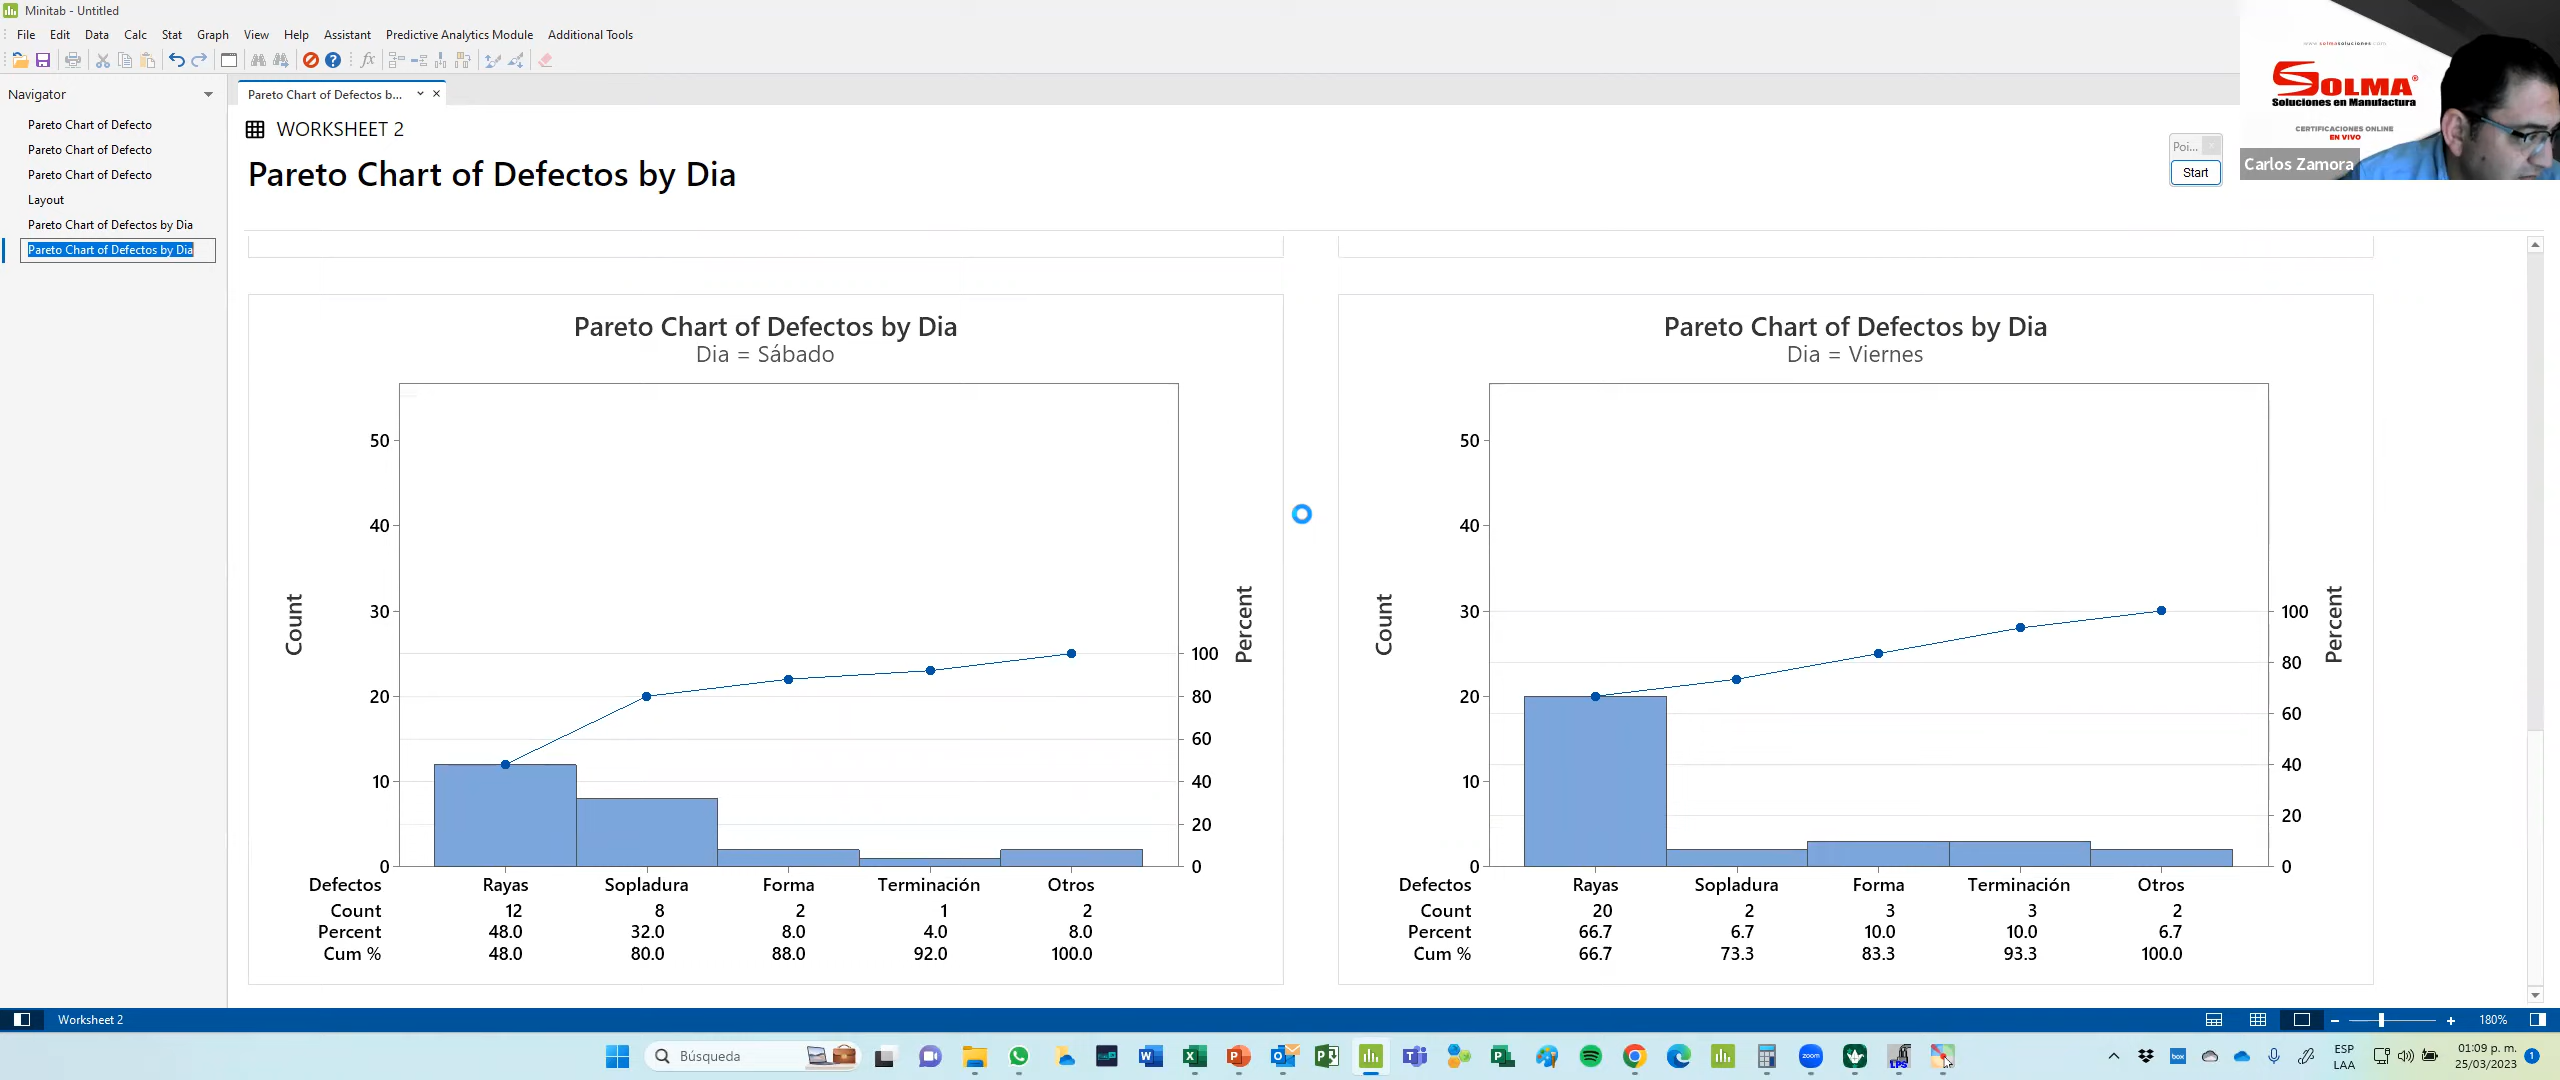 Minitab - Untitled
File Edit Data Calc Stat Graph View Help Assistant Predictive Analytics Module Additional Tools
Navigator
Pareto Chart of Defecto
Pareto Chart of Defecto
Pareto Chart of Defecto
Layout
Pareto Chart of Defectos by Dia
Pareto Chart of Defectos by Dia
Pareto Chart of Defectos b...
WORKSHEET 2
Pareto Chart of Defectos by Dia
Poi...
Start
www.solmasoluciones.com
SOLMA®
Soluciones en Manufactura
CERTIFICACIONES ONLINE
EN VIVO
Carlos Zamora
Pareto Chart of Defectos by Dia
Dia = Sábado
50
40
30
20
10
0
Count
100
80
60
40
20
0
Percent
Defectos Rayas Sopladura Forma Terminación Otros
Count 12 8 2 1 2
Percent 48.0 32.0 8.0 4.0 8.0
Cum % 48.0 80.0 88.0 92.0 100.0
Pareto Chart of Defectos by Dia
Dia = Viernes
50
40
30
20
10
0
Count
100
80
60
40
20
0
Percent
Defectos Rayas Sopladura Forma Terminación Otros
Count 20 2 3 3 2
Percent 66.7 6.7 10.0 10.0 6.7
Cum % 66.7 73.3 83.3 93.3 100.0
Worksheet 2
180%
Búsqueda
zoom
LPS
box
ESP
LAA
01:09 p. m.
25/03/2023
1